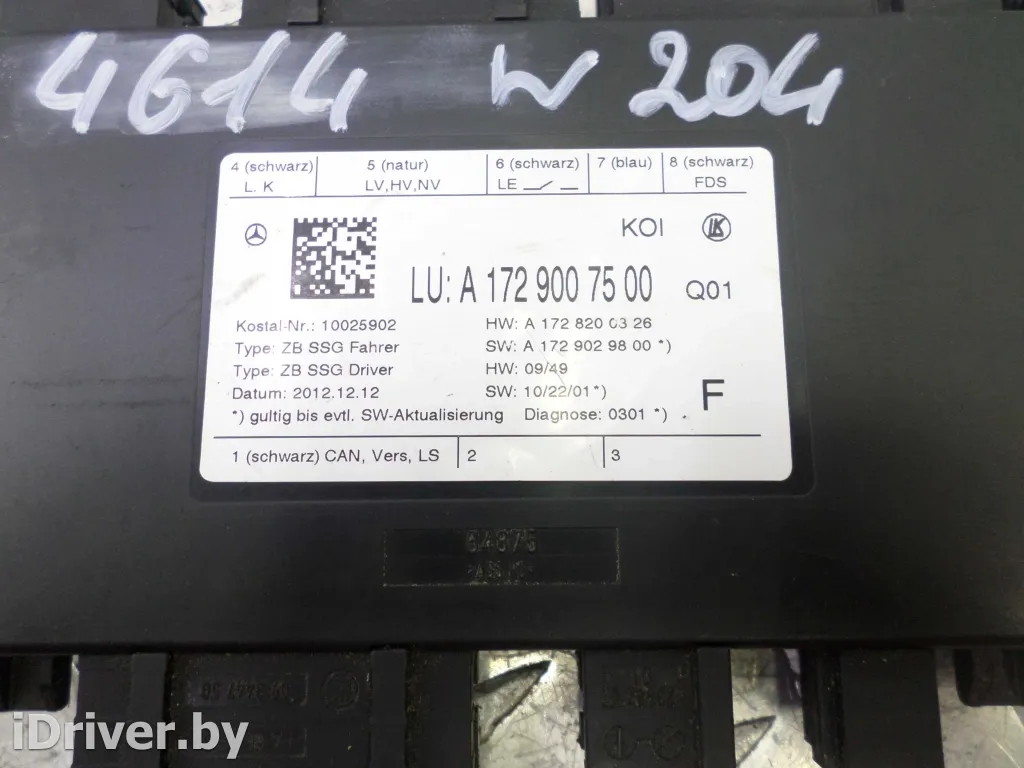 4614 W 204
4 (schwarz) 5 (natur) 6 (schwarz) 7 (blau) 8 (schwarz)
L. K LV,HV,NV LE FDS
KOI LK
LU: A 172 900 75 00 Q01
Kostal-Nr.: 10025902 HW: A 172 820 03 26
Type: ZB SSG Fahrer SW: A 172 902 98 00 *)
Type: ZB SSG Driver HW: 09/49
Datum: 2012.12.12 SW: 10/22/01*) F
*) gultig bis evtl. SW-Aktualisierung Diagnose: 0301 *)
1 (schwarz) CAN, Vers, LS 2 3
64875
iDriver.by